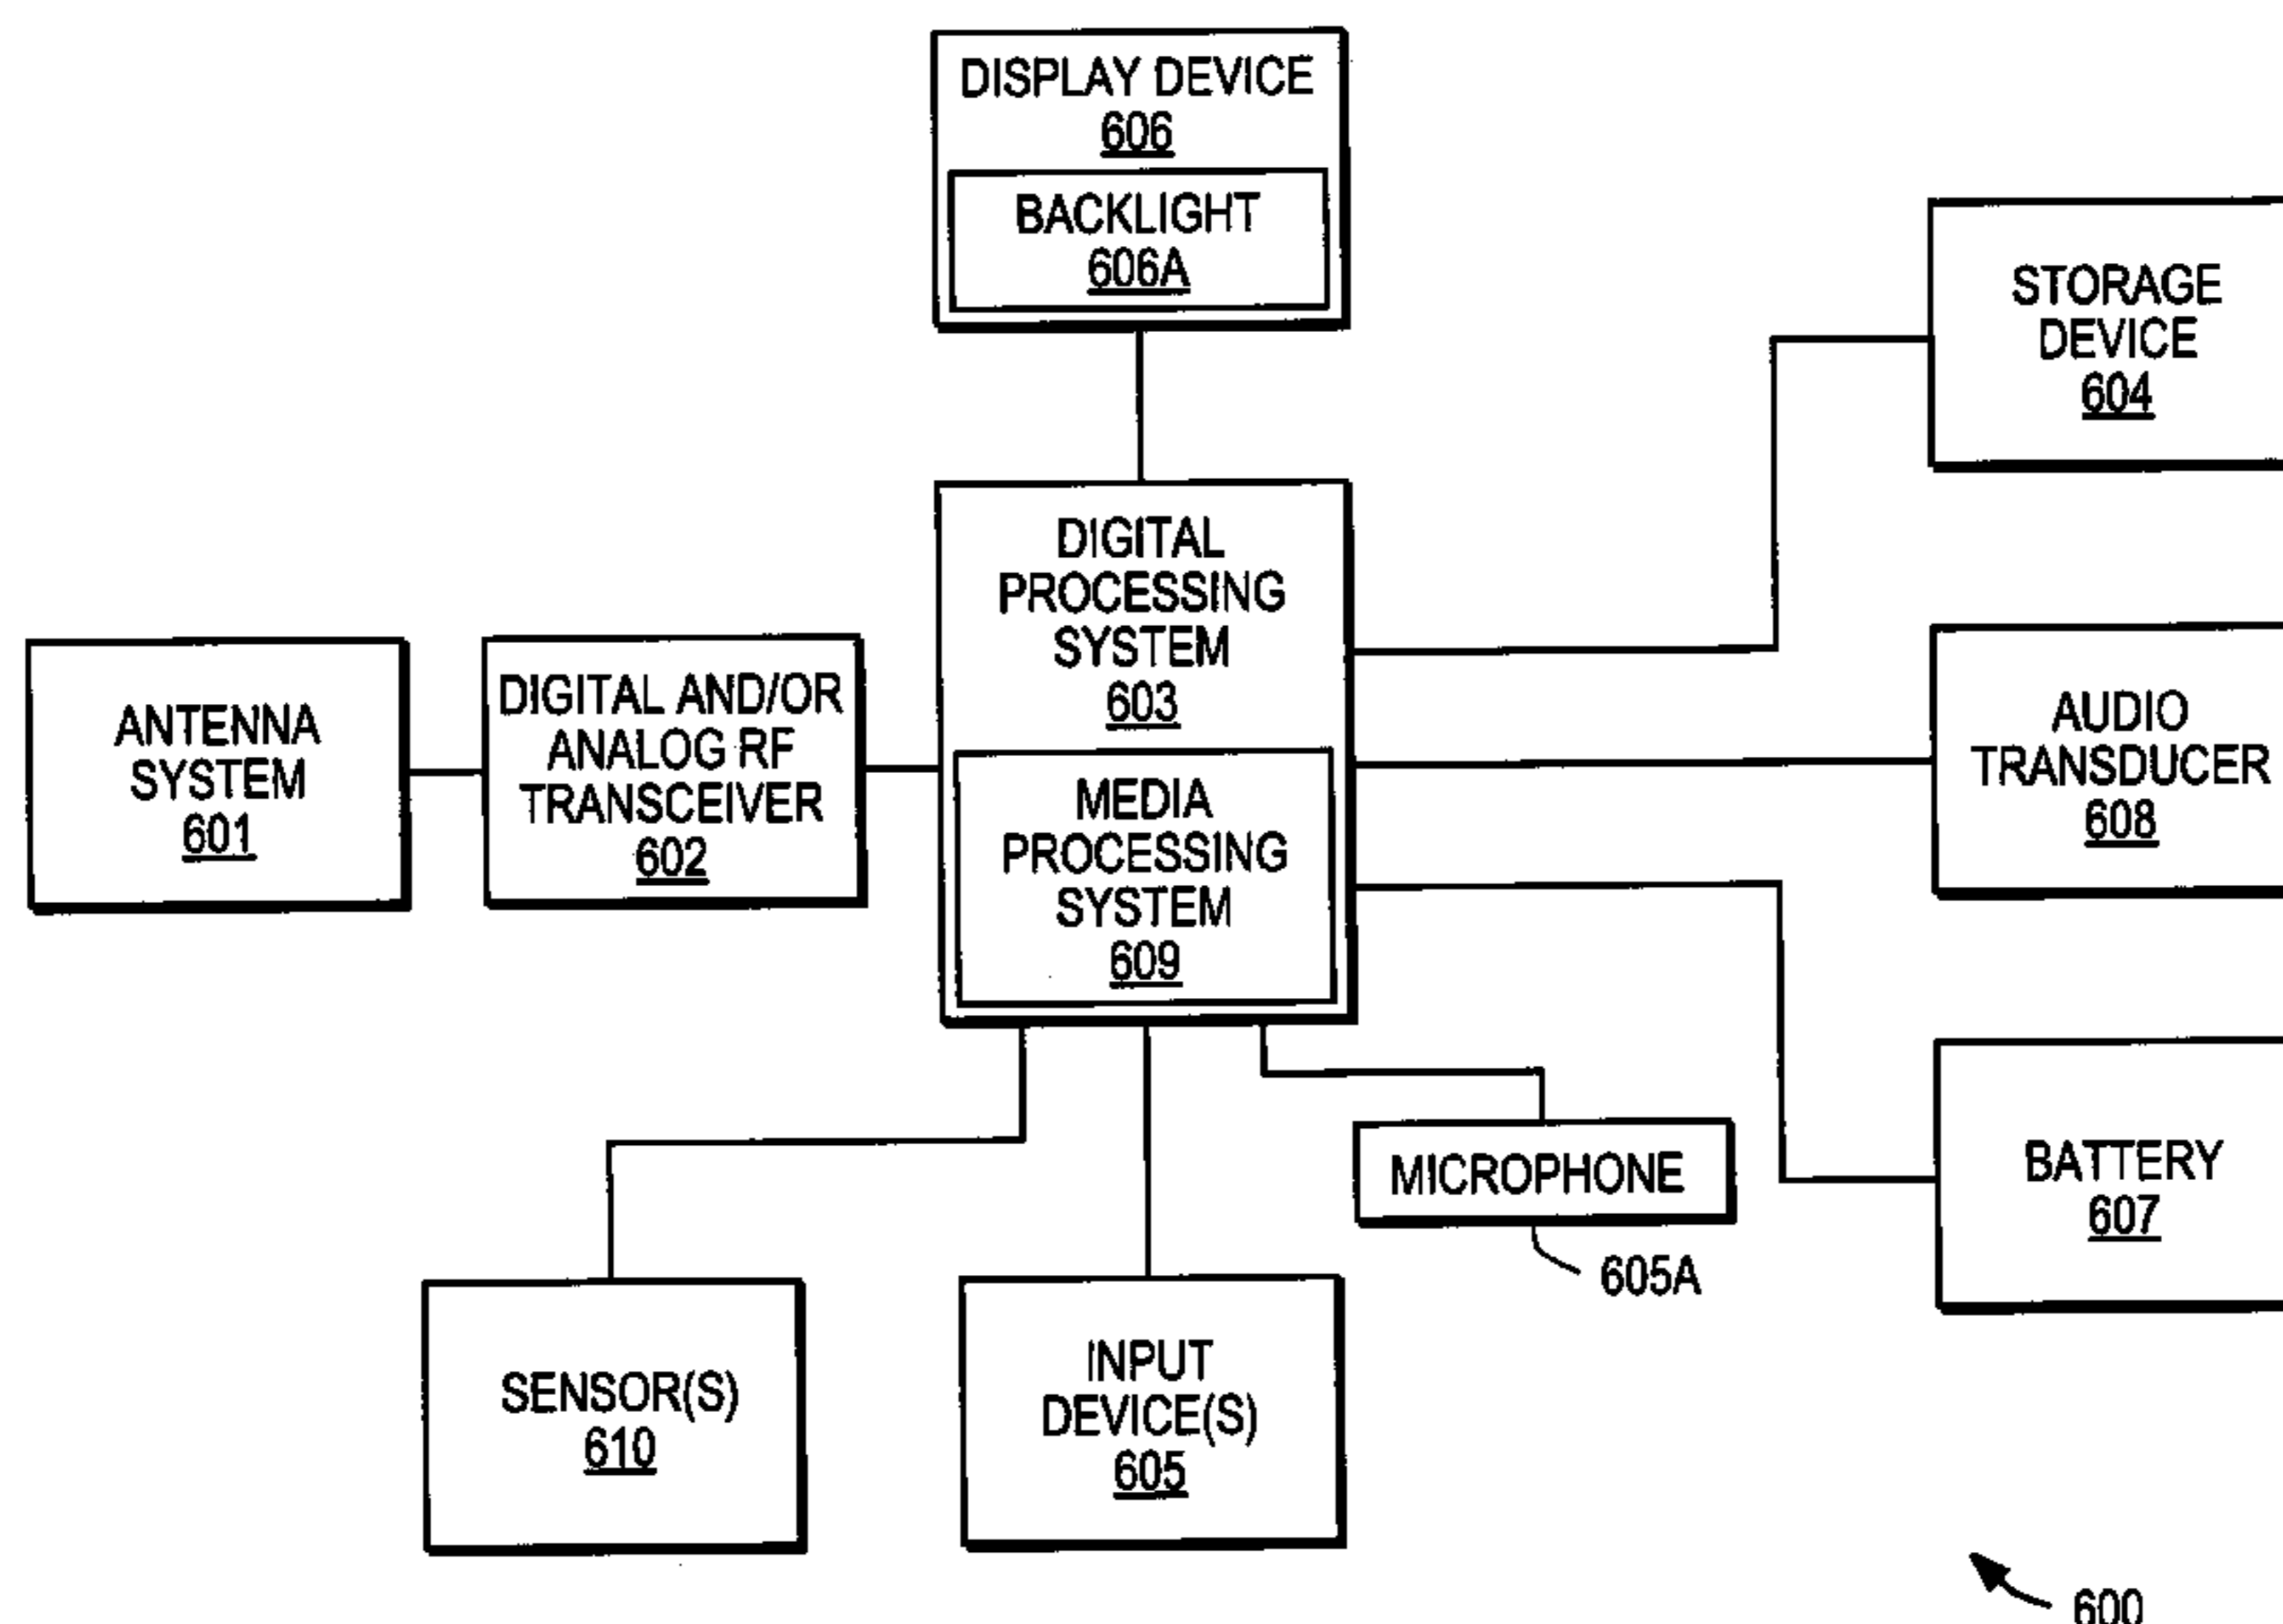 DISPLAY DEVICE
606
BACKLIGHT
606A
STORAGE
DEVICE
604
DIGITAL
PROCESSING
SYSTEM
603
ANTENNA
SYSTEM
601
DIGITAL AND/OR
ANALOG RF
TRANSCEIVER
602
MEDIA
PROCESSING
SYSTEM
609
AUDIO
TRANSDUCER
608
MICROPHONE
605A
BATTERY
607
SENSOR(S)
610
INPUT
DEVICE(S)
605
600